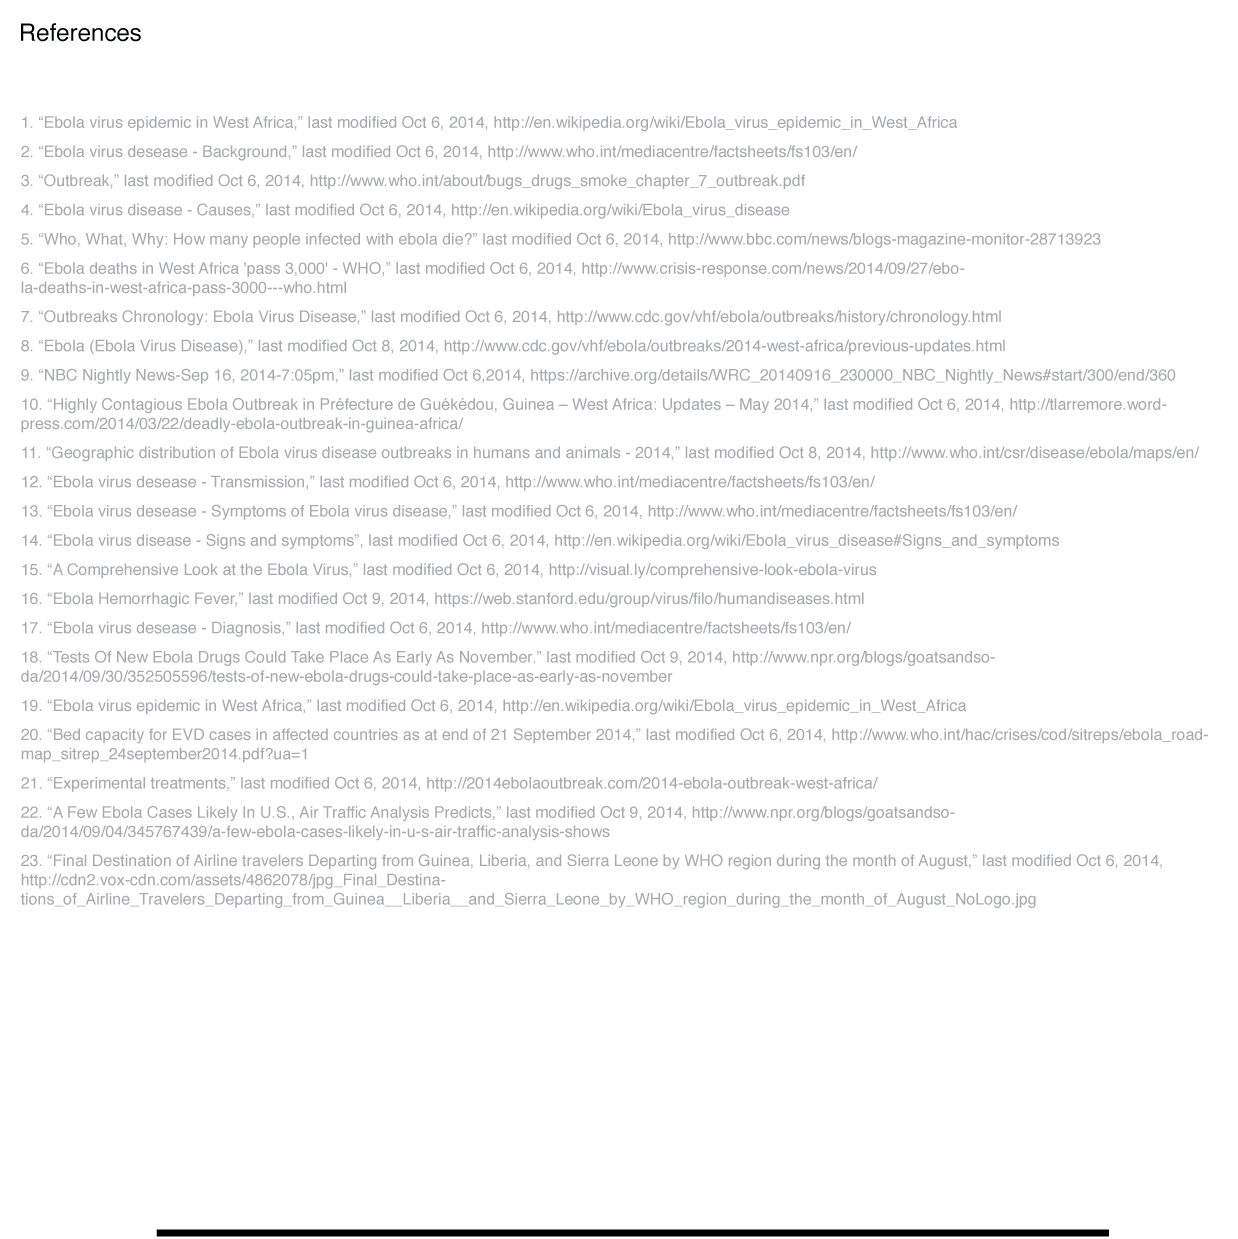 References
1. “Ebola virus epidemic in West Africa,” last modified Oct 6, 2014, http://en.wikipedia.org/wiki/Ebola_virus_epidemic_in_West_Africa
2. “Ebola virus desease - Background,” last modified Oct 6, 2014, http://www.who.int/mediacentre/factsheets/fs103/en/
3. “Outbreak,” last modified Oct 6, 2014, http://www.who.int/about/bugs_drugs_smoke_chapter_7_outbreak.pdf
4. “Ebola virus disease - Causes,” last modified Oct 6, 2014, http://en.wikipedia.org/wiki/Ebola_virus_disease
5. “Who, What, Why: How many people infected with ebola die?” last modified Oct 6, 2014, http://www.bbc.com/news/blogs-magazine-monitor-28713923
6. “Ebola deaths in West Africa 'pass 3,000' - WHO,” last modified Oct 6, 2014, http://www.crisis-response.com/news/2014/09/27/ebo-
la-deaths-in-west-africa-pass-3000---who.html
7. “Outbreaks Chronology: Ebola Virus Disease,” last modified Oct 6, 2014, http://www.cdc.gov/vhf/ebola/outbreaks/history/chronology.html
8. “Ebola (Ebola Virus Disease),” last modified Oct 8, 2014, http://www.cdc.gov/vhf/ebola/outbreaks/2014-west-africa/previous-updates.html
9. “NBC Nightly News-Sep 16, 2014-7:05pm,” last modified Oct 6,2014, https://archive.org/details/WRC_20140916_230000_NBC_Nightly_News#start/300/end/360
10. “Highly Contagious Ebola Outbreak in Préfecture de Guékédou, Guinea – West Africa: Updates – May 2014,” last modified Oct 6, 2014, http://tlarremore.word-
press.com/2014/03/22/deadly-ebola-outbreak-in-guinea-africa/
11. “Geographic distribution of Ebola virus disease outbreaks in humans and animals - 2014,” last modified Oct 8, 2014, http://www.who.int/csr/disease/ebola/maps/en/
12. “Ebola virus desease - Transmission,” last modified Oct 6, 2014, http://www.who.int/mediacentre/factsheets/fs103/en/
13. “Ebola virus desease - Symptoms of Ebola virus disease,” last modified Oct 6, 2014, http://www.who.int/mediacentre/factsheets/fs103/en/
14. “Ebola virus disease - Signs and symptoms”, last modified Oct 6, 2014, http://en.wikipedia.org/wiki/Ebola_virus_disease#Signs_and_symptoms
15. “A Comprehensive Look at the Ebola Virus,” last modified Oct 6, 2014, http://visual.ly/comprehensive-look-ebola-virus
16. “Ebola Hemorrhagic Fever,” last modified Oct 9, 2014, https://web.stanford.edu/group/virus/filo/humandiseases.html
17. “Ebola virus desease - Diagnosis,” last modified Oct 6, 2014, http://www.who.int/mediacentre/factsheets/fs103/en/
18. “Tests Of New Ebola Drugs Could Take Place As Early As November,” last modified Oct 9, 2014, http://www.npr.org/blogs/goatsandso-
da/2014/09/30/352505596/tests-of-new-ebola-drugs-could-take-place-as-early-as-november
19. “Ebola virus epidemic in West Africa,” last modified Oct 6, 2014, http://en.wikipedia.org/wiki/Ebola_virus_epidemic_in_West_Africa
20. “Bed capacity for EVD cases in affected countries as at end of 21 September 2014,” last modified Oct 6, 2014, http://www.who.int/hac/crises/cod/sitreps/ebola_road-
map_sitrep_24september2014.pdf?ua=1
21. “Experimental treatments,” last modified Oct 6, 2014, http://2014ebolaoutbreak.com/2014-ebola-outbreak-west-africa/
22. “A Few Ebola Cases Likely In U.S., Air Traffic Analysis Predicts,” last modified Oct 9, 2014, http://www.npr.org/blogs/goatsandso-
da/2014/09/04/345767439/a-few-ebola-cases-likely-in-u-s-air-traffic-analysis-shows
23. “Final Destination of Airline travelers Departing from Guinea, Liberia, and Sierra Leone by WHO region during the month of August,” last modified Oct 6, 2014,
http://cdn2.vox-cdn.com/assets/4862078/jpg_Final_Destina-
tions_of_Airline_Travelers_Departing_from_Guinea__Liberia__and_Sierra_Leone_by_WHO_region_during_the_month_of_August_NoLogo.jpg